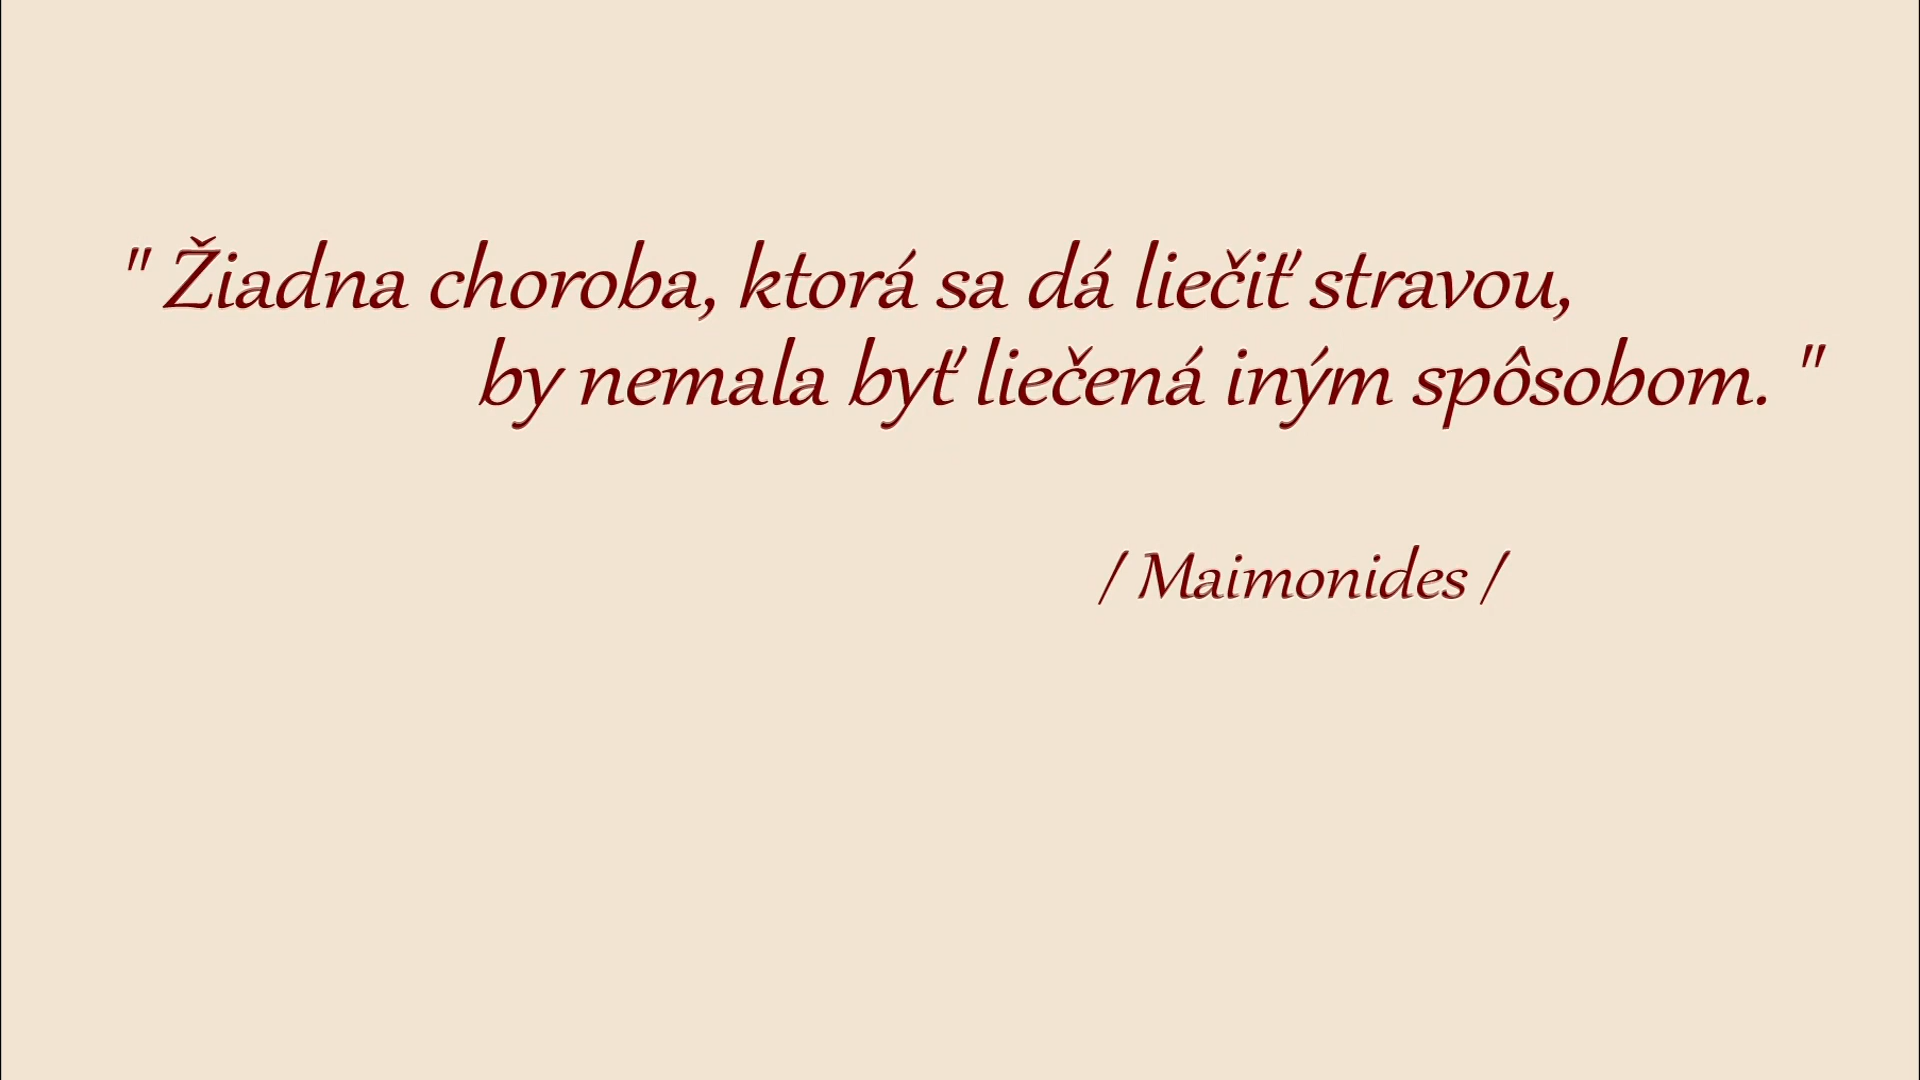 " Žiadna choroba, ktorá sa dá liečiť stravou,
by nemala byť liečená iným spôsobom. "
/ Maimonides /